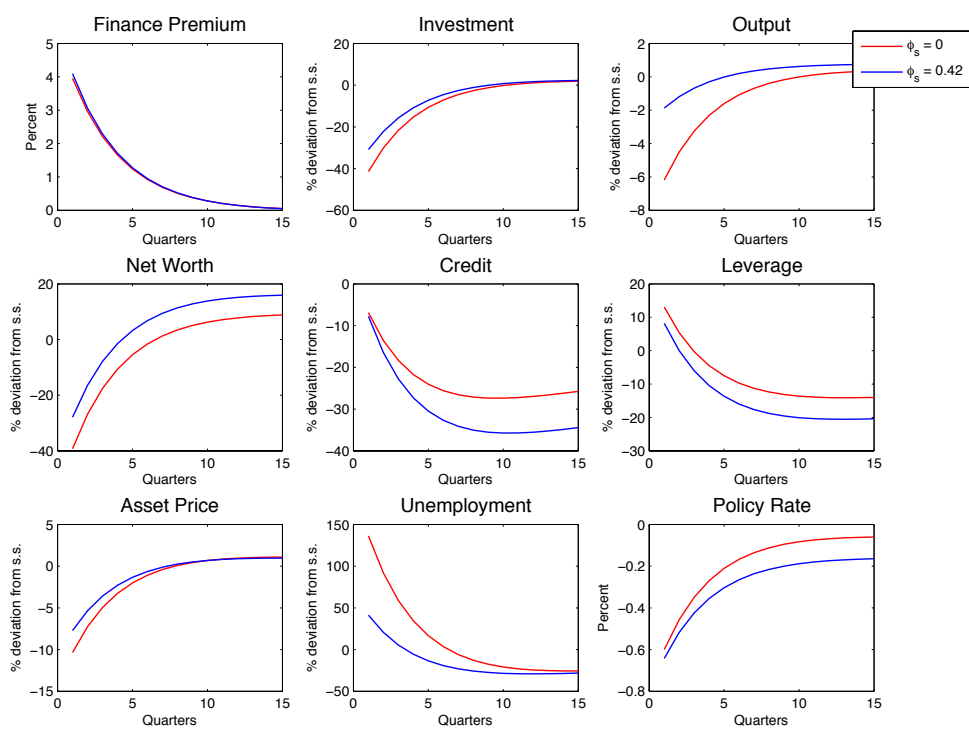 Finance Premium
Percent
5
4
3
2
1
0
0 5 10 15
Quarters
Investment
% deviation from s.s.
20
0
−20
−40
−60
0 5 10 15
Quarters
Output
% deviation from s.s.
2
0
−2
−4
−6
−8
0 5 10 15
Quarters
ϕs = 0
ϕs = 0.42
Net Worth
% deviation from s.s.
20
0
−20
−40
0 5 10 15
Quarters
Credit
% deviation from s.s.
0
−10
−20
−30
−40
0 5 10 15
Quarters
Leverage
% deviation from s.s.
20
10
0
−10
−20
−30
0 5 10 15
Quarters
Asset Price
% deviation from s.s.
5
0
−5
−10
−15
0 5 10 15
Quarters
Unemployment
% deviation from s.s.
150
100
50
0
−50
0 5 10 15
Quarters
Policy Rate
Percent
0
−0.2
−0.4
−0.6
−0.8
0 5 10 15
Quarters